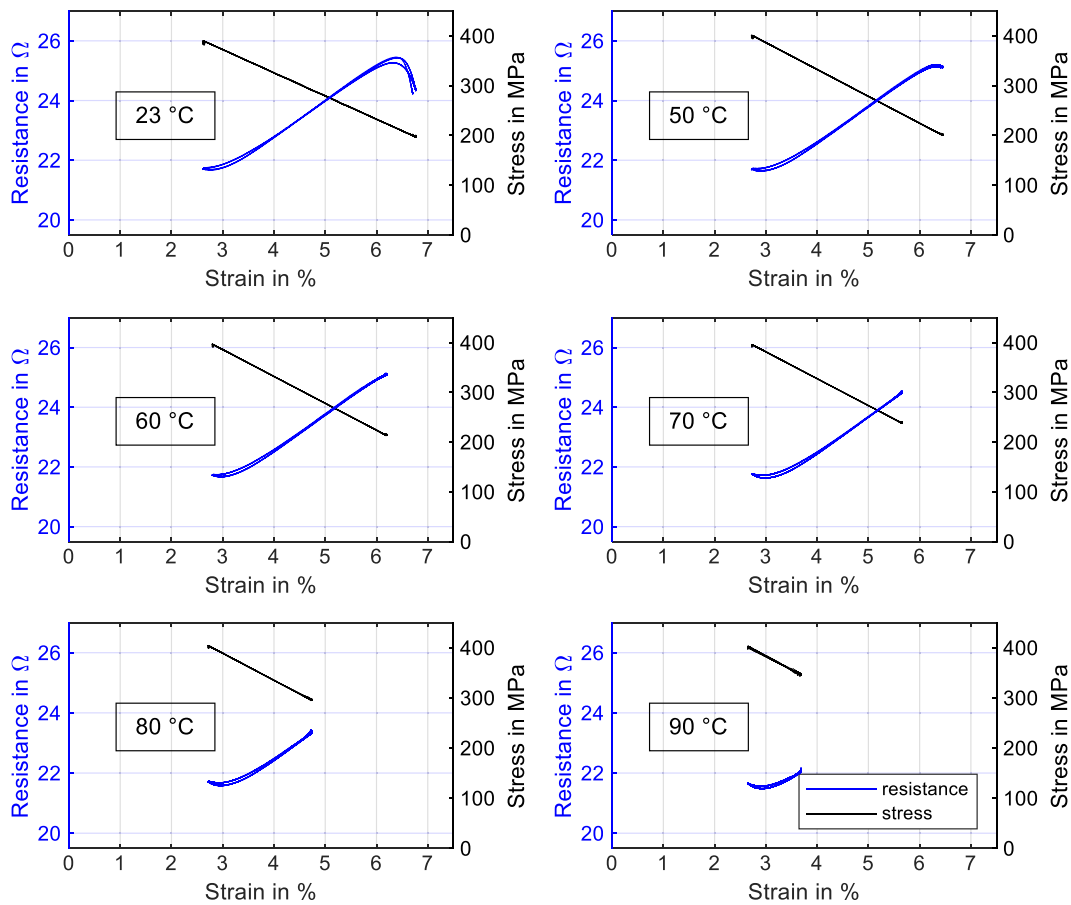 26
24
22
20
Resistance in Ω
23 °C
400
300
200
100
0
Stress in MPa
0 1 2 3 4 5 6 7
Strain in %
26
24
22
20
Resistance in Ω
50 °C
400
300
200
100
0
Stress in MPa
0 1 2 3 4 5 6 7
Strain in %
26
24
22
20
Resistance in Ω
60 °C
400
300
200
100
0
Stress in MPa
0 1 2 3 4 5 6 7
Strain in %
26
24
22
20
Resistance in Ω
70 °C
400
300
200
100
0
Stress in MPa
0 1 2 3 4 5 6 7
Strain in %
26
24
22
20
Resistance in Ω
80 °C
400
300
200
100
0
Stress in MPa
0 1 2 3 4 5 6 7
Strain in %
26
24
22
20
Resistance in Ω
90 °C
resistance
stress
400
300
200
100
0
Stress in MPa
0 1 2 3 4 5 6 7
Strain in %